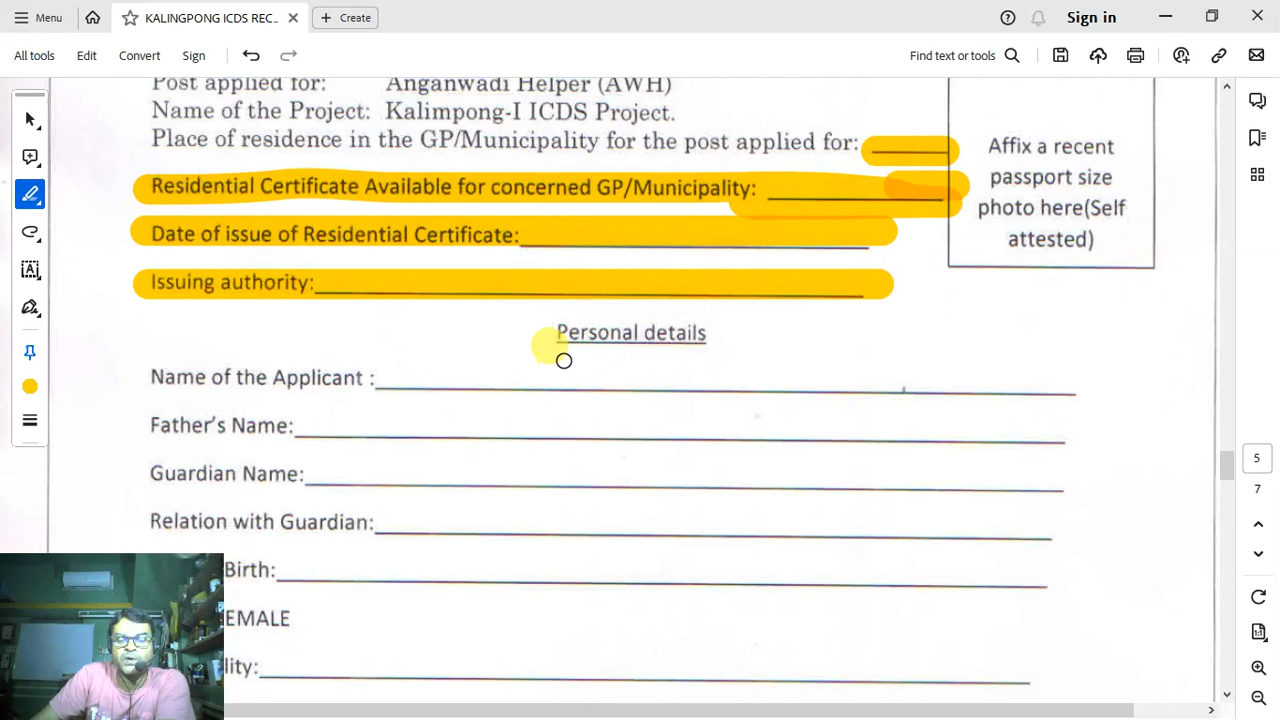 Menu
KALINGPONG ICDS REC...
Create
Sign in
All tools
Edit
Convert
Sign
Find text or tools
Post applied for: Anganwadi Helper (AWH)
Name of the Project: Kalimpong-I ICDS Project.
Place of residence in the GP/Municipality for the post applied for:
Residential Certificate Available for concerned GP/Municipality:
Date of issue of Residential Certificate:
Issuing authority:
Affix a recent
passport size
photo here(Self
attested)
Personal details
Name of the Applicant :
Father's Name:
Guardian Name:
Relation with Guardian:
Birth:
EMALE
lity:
5
7